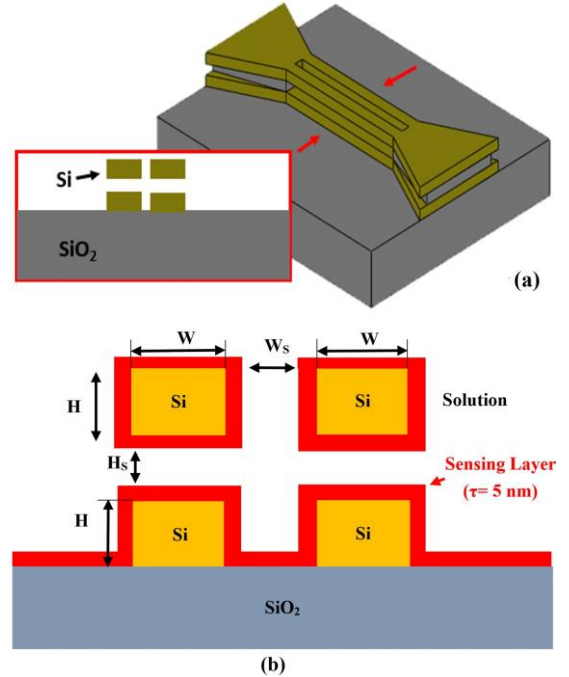 Si
SiO₂
(a)
W
Wₛ
W
H
Si
Si
Solution
Hₛ
Sensing Layer
(τ= 5 nm)
H
Si
Si
SiO₂
(b)